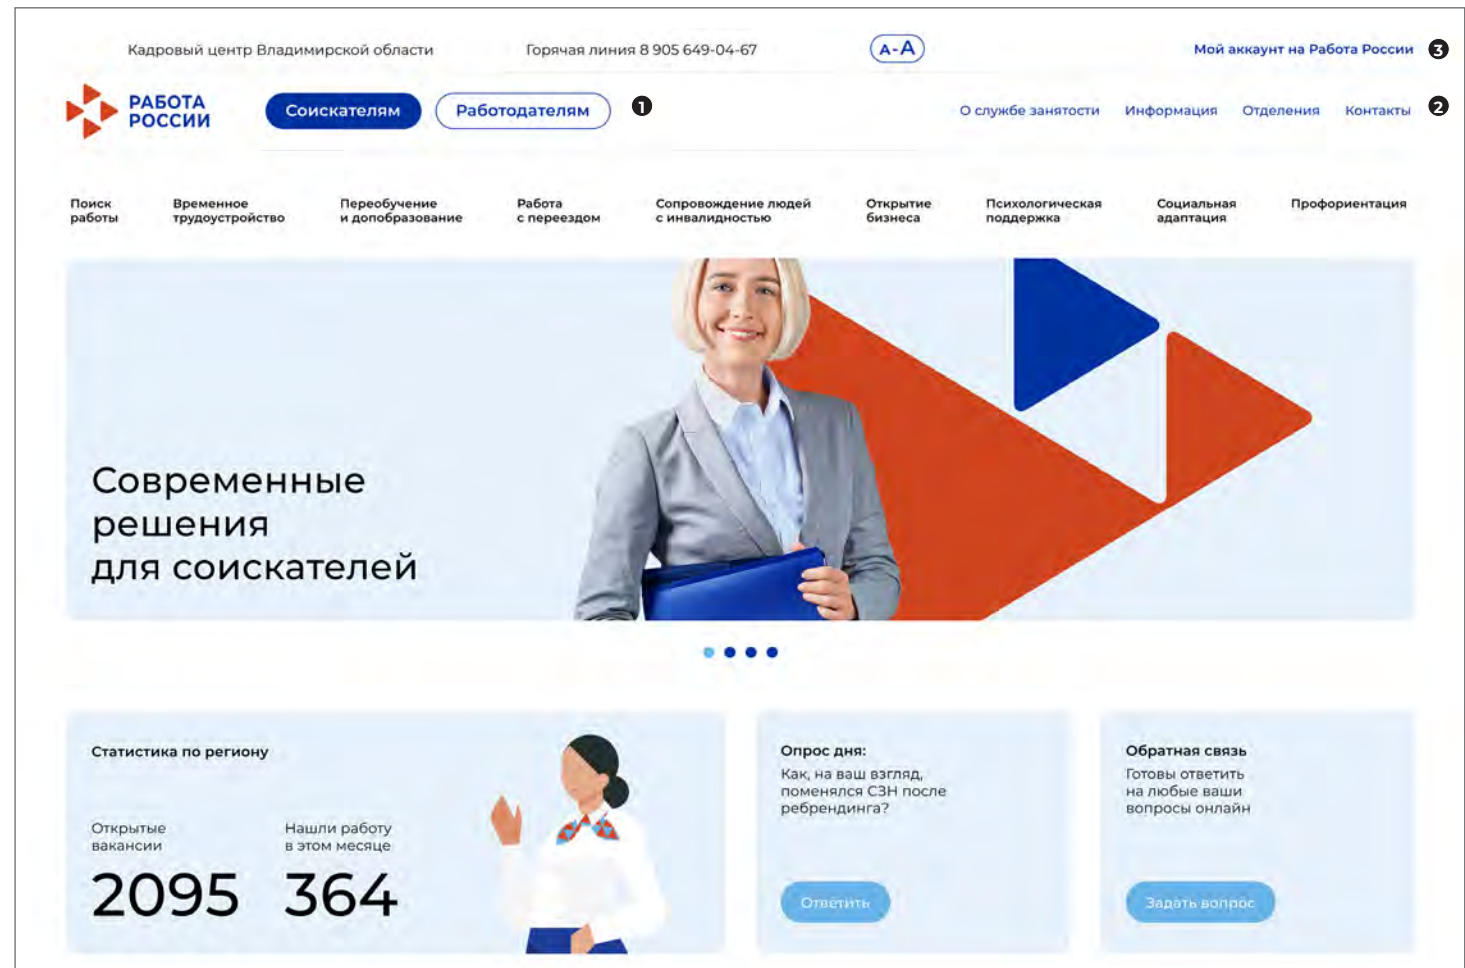 Кадровый центр Владимирской области
Горячая линия 8 905 649-04-67
А-А
Мой аккаунт на Работа России
3
РАБОТА
РОССИИ
Соискателям
Работодателям
1
О службе занятости
Информация
Отделения
Контакты
2
Поиск
работы
Временное
трудоустройство
Переобучение
и допобразование
Работа
с переездом
Сопровождение людей
с инвалидностью
Открытие
бизнеса
Психологическая
поддержка
Социальная
адаптация
Профориентация
Современные
решения
для соискателей
Статистика по региону
Открытые
вакансии
2095
Нашли работу
в этом месяце
364
Опрос дня:
Как, на ваш взгляд,
поменялся СЗН после
ребрендинга?
Ответить
Обратная связь
Готовы ответить
на любые ваши
вопросы онлайн
Задать вопрос